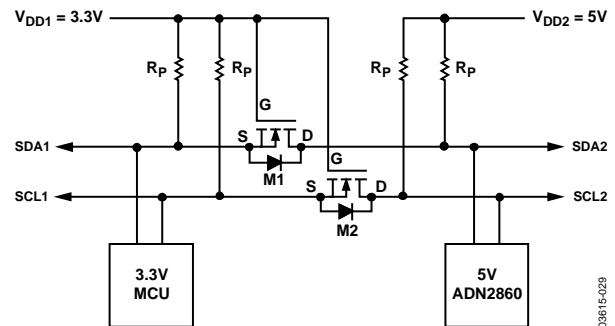 VDD1 = 3.3V
VDD2 = 5V
RP
RP
RP
RP
G
SDA1
S
D
SDA2
M1
G
SCL1
S
D
SCL2
M2
3.3V
MCU
5V
ADN2860
03615-029